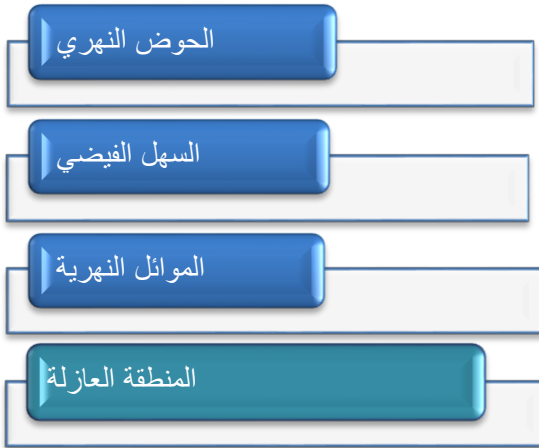 الحوض النهري
السهل الفيضي
الموائل النهرية
المنطقة العازلة